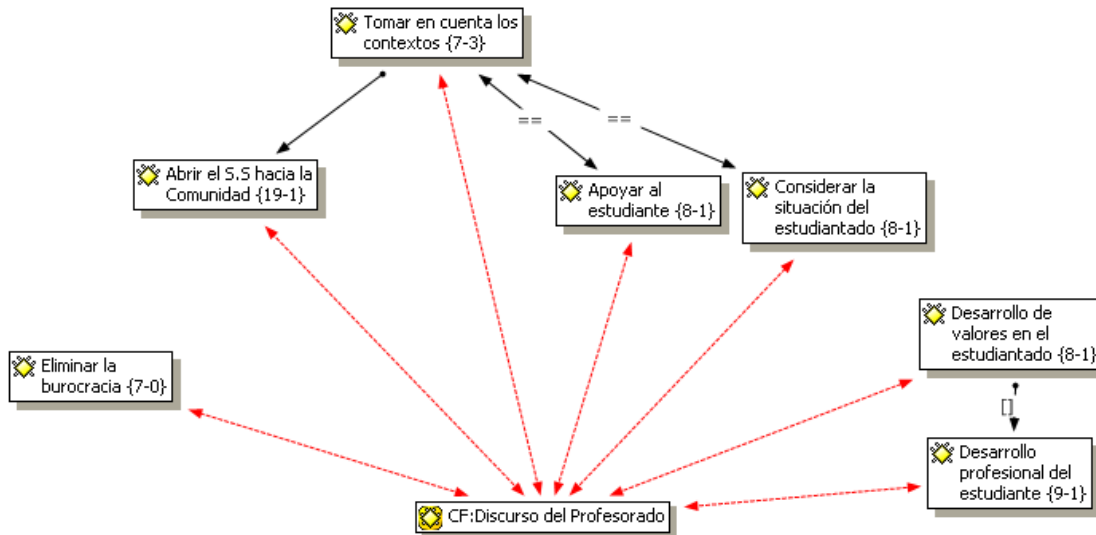 Tomar en cuenta los
contextos {7-3}
==
==
Abrir el S.S hacia la
Comunidad {19-1}
Apoyar al
estudiante {8-1}
Considerar la
situación del
estudiantado {8-1}
Desarrollo de
valores en el
estudiantado {8-1}
Eliminar la
burocracia {7-0}
[]
Desarrollo
profesional del
estudiante {9-1}
CF:Discurso del Profesorado